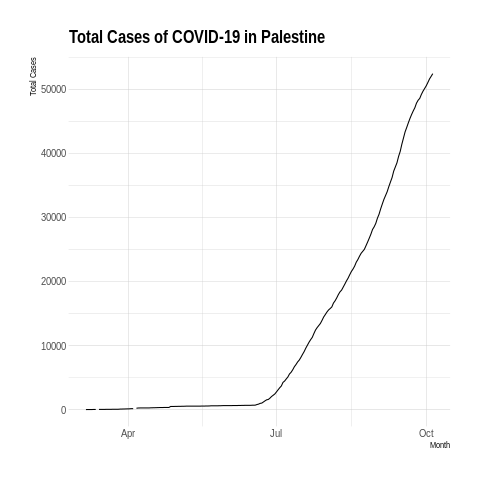 Total Cases of COVID-19 in Palestine
Total Cases
50000
40000
30000
20000
10000
0
Apr Jul Oct
Month